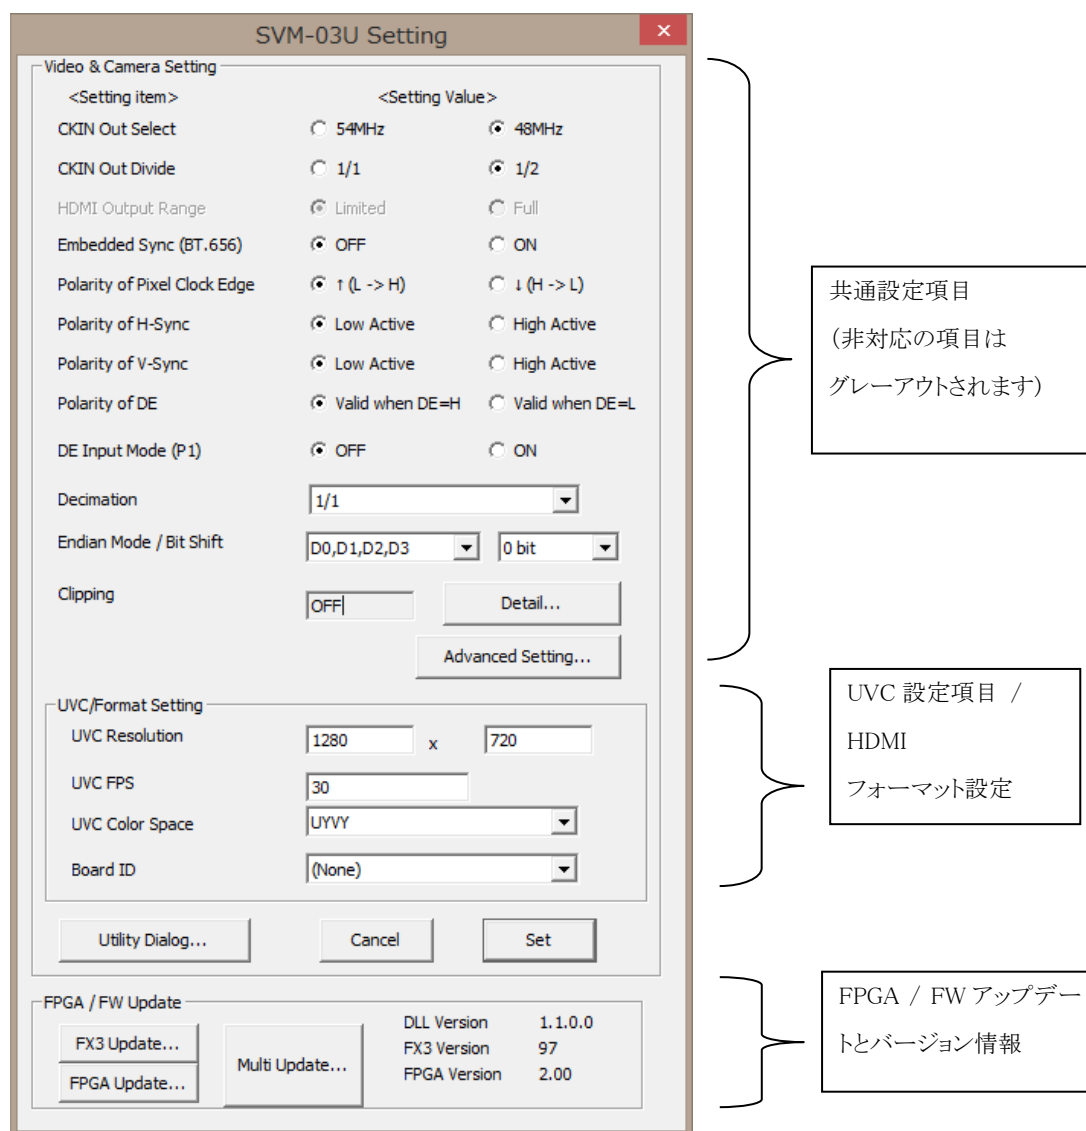 SVM-03U Setting
Video & Camera Setting
<Setting item> <Setting Value>
CKIN Out Select 54MHz 48MHz
CKIN Out Divide 1/1 1/2
HDMI Output Range Limited Full
Embedded Sync (BT.656) OFF ON
Polarity of Pixel Clock Edge ↑ (L -> H) ↓ (H -> L)
Polarity of H-Sync Low Active High Active
Polarity of V-Sync Low Active High Active
Polarity of DE Valid when DE=H Valid when DE=L
DE Input Mode (P1) OFF ON
Decimation 1/1
Endian Mode / Bit Shift D0,D1,D2,D3 0 bit
Clipping OFF Detail...
Advanced Setting...
共通設定項目
(非対応の項目は
グレーアウトされます)
UVC/Format Setting
UVC Resolution 1280 x 720
UVC FPS 30
UVC Color Space UYVY
Board ID (None)
UVC 設定項目 /
HDMI
フォーマット設定
Utility Dialog... Cancel Set
FPGA / FW Update
FX3 Update...
FPGA Update...
Multi Update...
DLL Version 1.1.0.0
FX3 Version 97
FPGA Version 2.00
FPGA / FW アップデー
トとバージョン情報